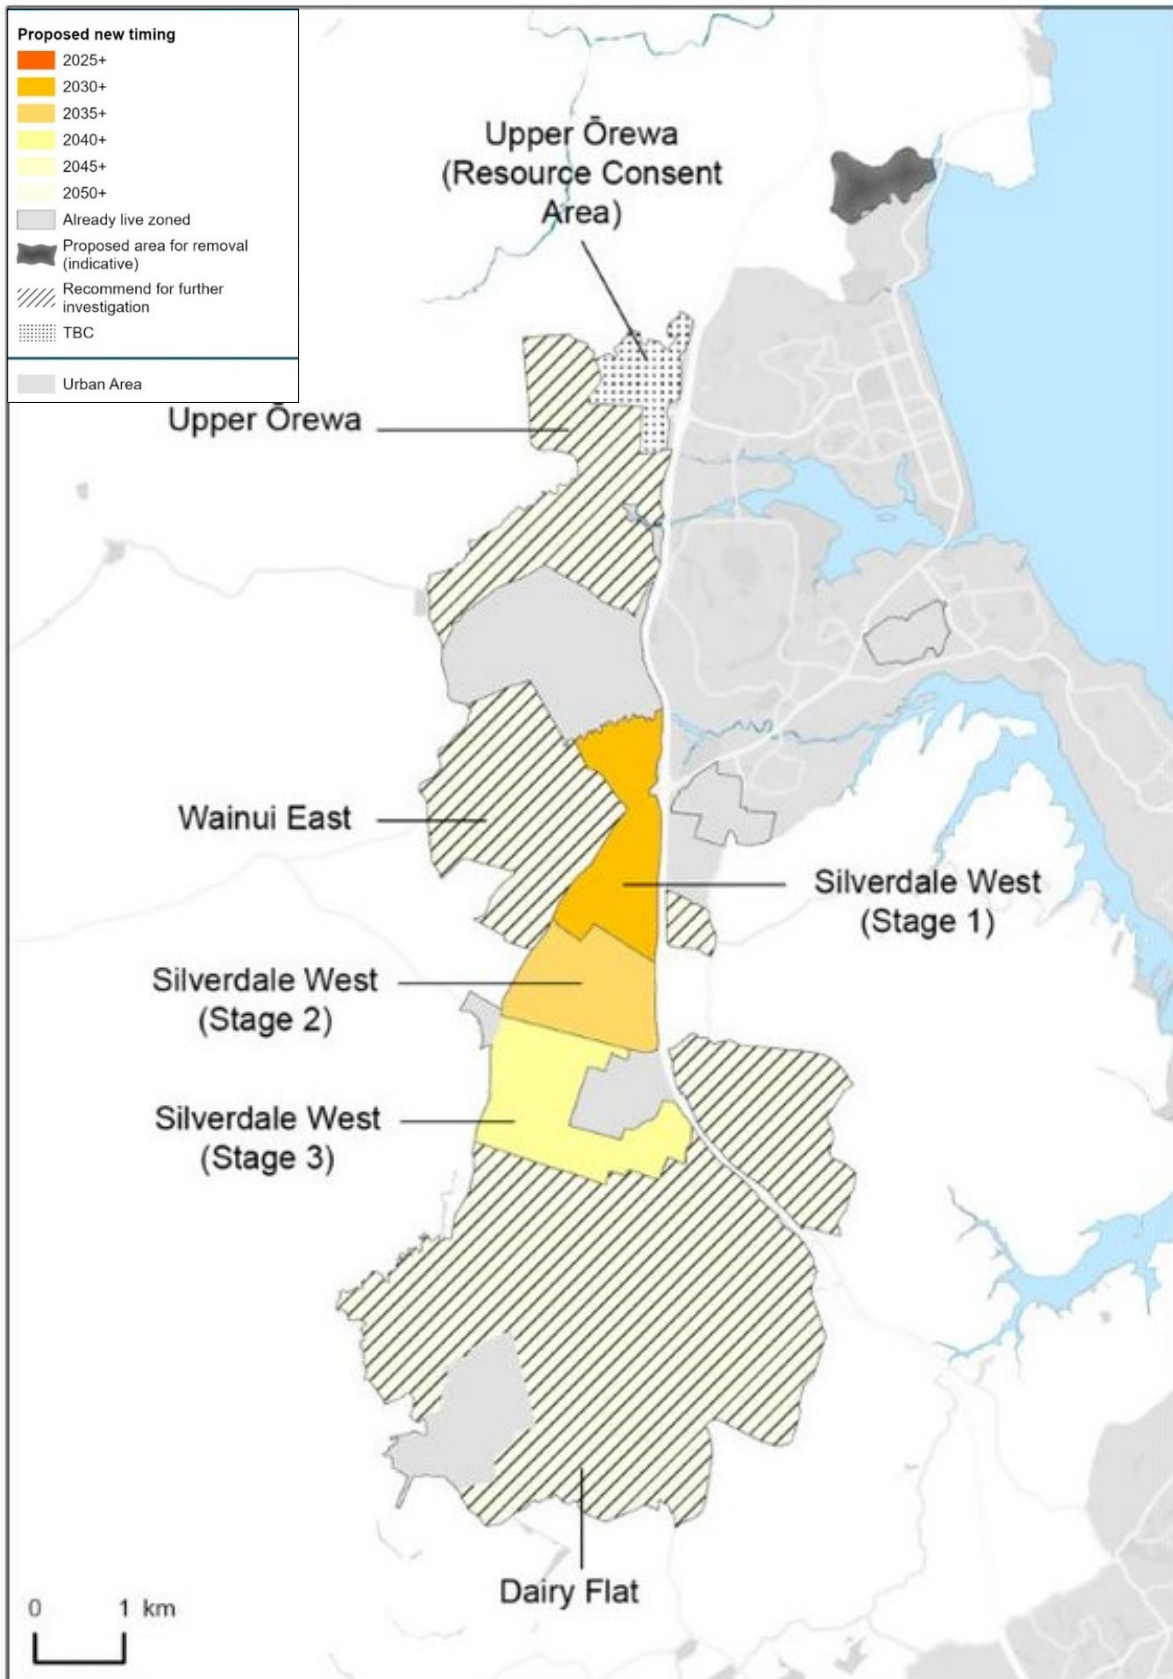 Proposed new timing
2025+
2030+
2035+
2040+
2045+
2050+
Already live zoned
Proposed area for removal
(indicative)
Recommend for further
investigation
TBC
Urban Area
Upper Ōrewa
(Resource Consent
Area)
Upper Ōrewa
Wainui East
Silverdale West
(Stage 1)
Silverdale West
(Stage 2)
Silverdale West
(Stage 3)
Dairy Flat
0 1 km